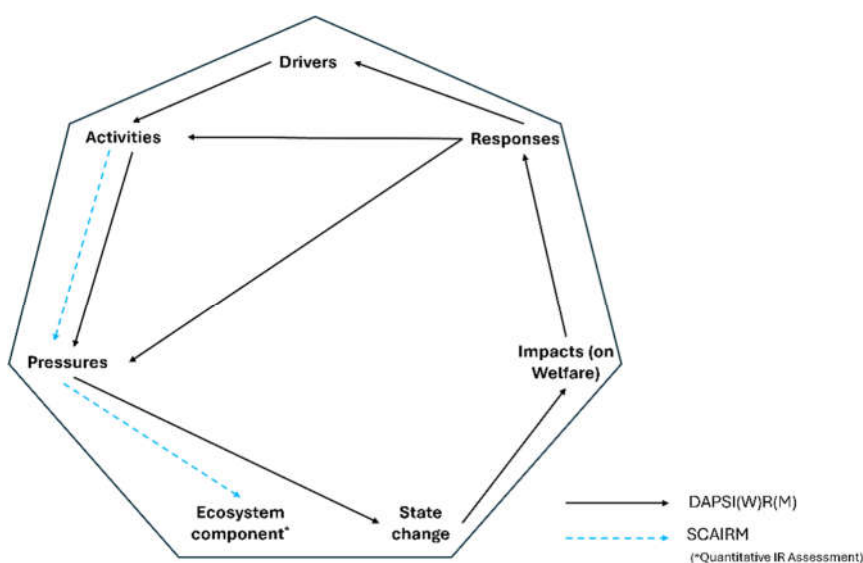 Drivers
Activities
Responses
Pressures
Impacts (on
Welfare)
Ecosystem
component*
State
change
DAPSI(W)R(M)
SCAIRM
(*Quantitative IR Assessment)